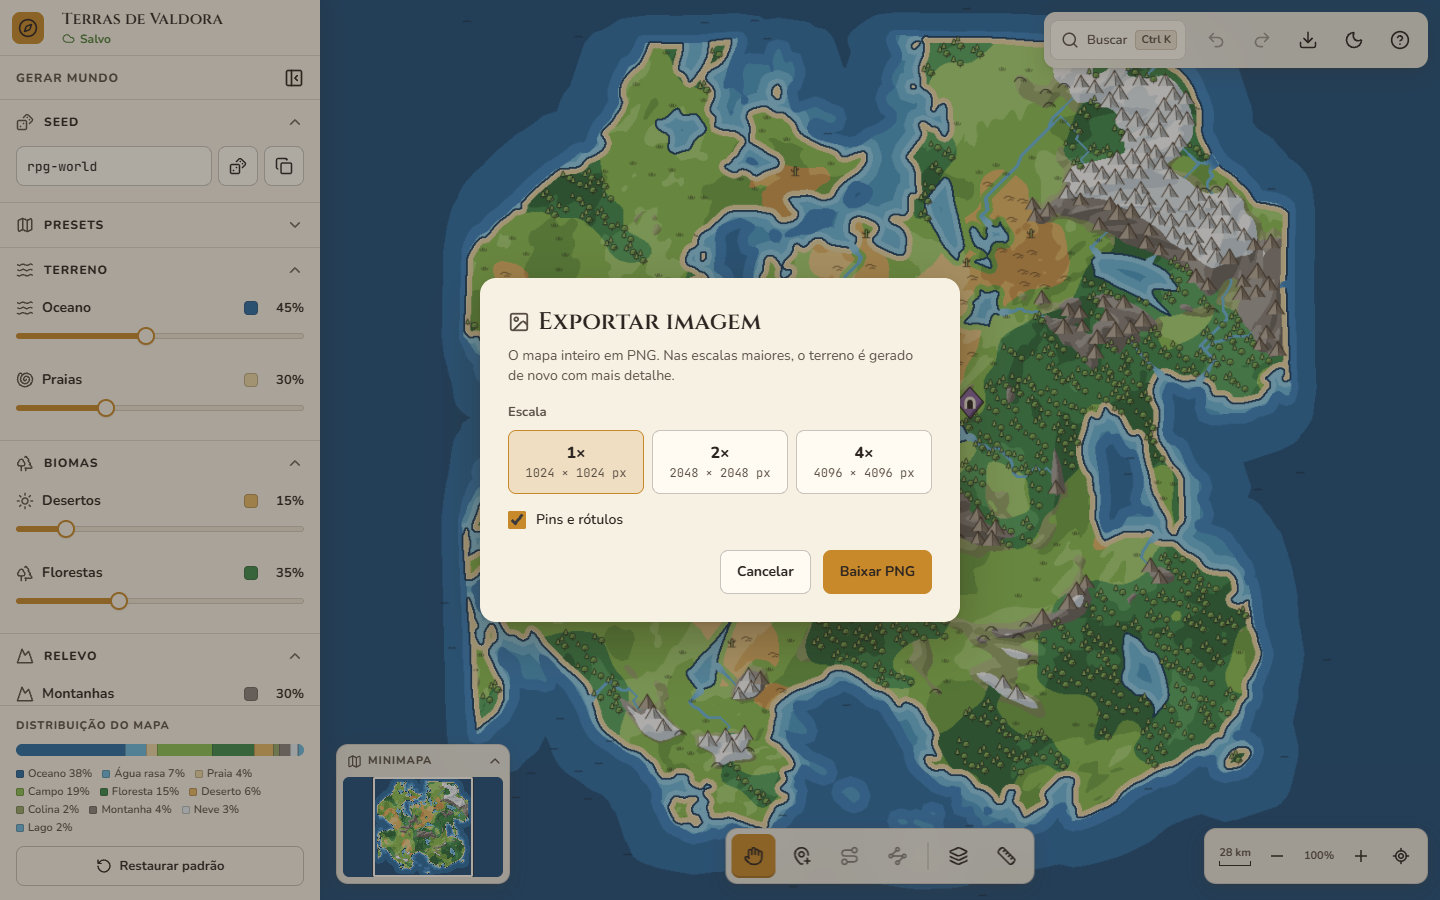 Terras de Valdora
Salvo
GERAR MUNDO
SEED
rpg-world
PRESETS
TERRENO
Oceano 45%
Praias 30%
BIOMAS
Desertos 15%
Florestas 35%
RELEVO
Montanhas 30%
DISTRIBUIÇÃO DO MAPA
Oceano 38% Água rasa 7% Praia 4%
Campo 19% Floresta 15% Deserto 6%
Colina 2% Montanha 4% Neve 3%
Lago 2%
Restaurar padrão
Buscar Ctrl K
Exportar imagem
O mapa inteiro em PNG. Nas escalas maiores, o terreno é gerado
de novo com mais detalhe.
Escala
1× 2× 4×
1024 × 1024 px 2048 × 2048 px 4096 × 4096 px
Pins e rótulos
Cancelar Baixar PNG
MINIMAPA
28 km 100%